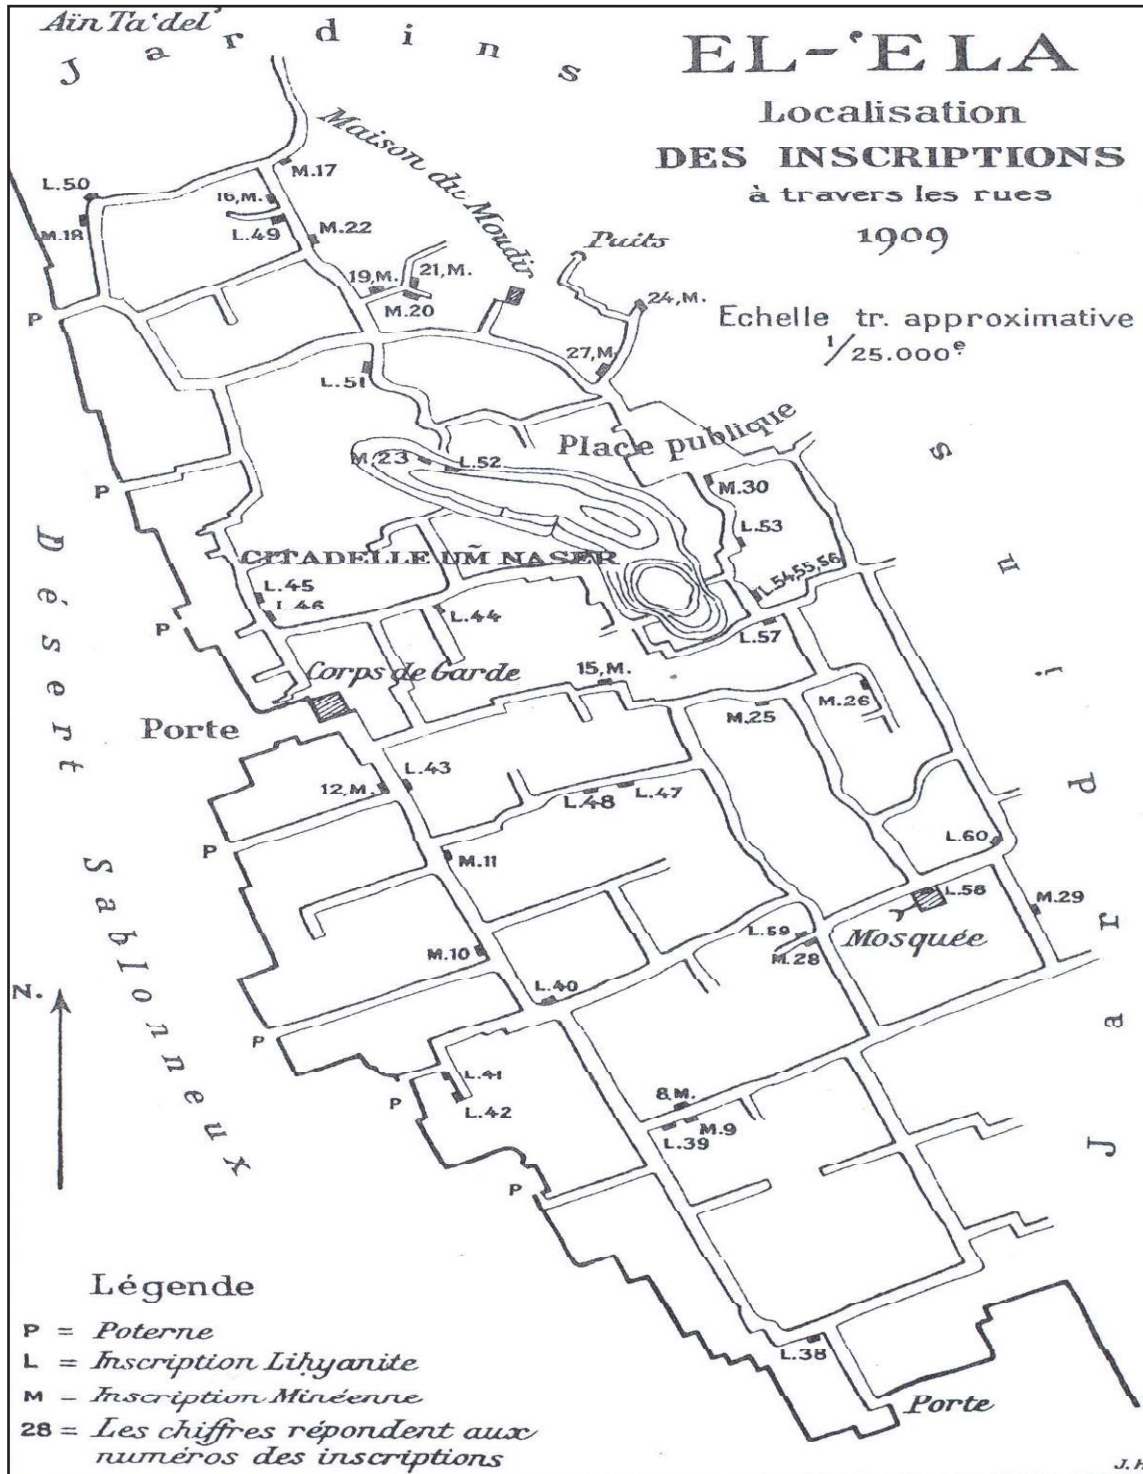 EL-ʿELA
Localisation
DES INSCRIPTIONS
à travers les rues
1909
Echelle tr. approximative
1/25.000e
Aïn Taʿdel
Jardins
Maison du Moudir
Puits
M.17
L.50
16,M.
M.18
L.49
M.22
19,M.
21,M.
M.20
24,M.
P
27,M.
L.51
Place publique
M.23
L.52
P
M.30
L.53
CITADELLE UM̄ NASER
L.54,55,56
L.45
L.46
L.44
P
L.57
Corps de Garde
15,M.
M.26
Porte
M.25
L.43
12,M.
L.48
L.47
L.60
P
M.11
L.58
M.29
L.59
Mosquée
M.10
M.28
N.
L.40
P
L.41
P
L.42
8,M.
M.9
L.39
P
L.38
Porte
Désert Sablonneux
Jardins
Légende
P = Poterne
L = Inscription Liḥyanite
M – Inscription Minéenne
28 = Les chiffres répondent aux
numéros des inscriptions